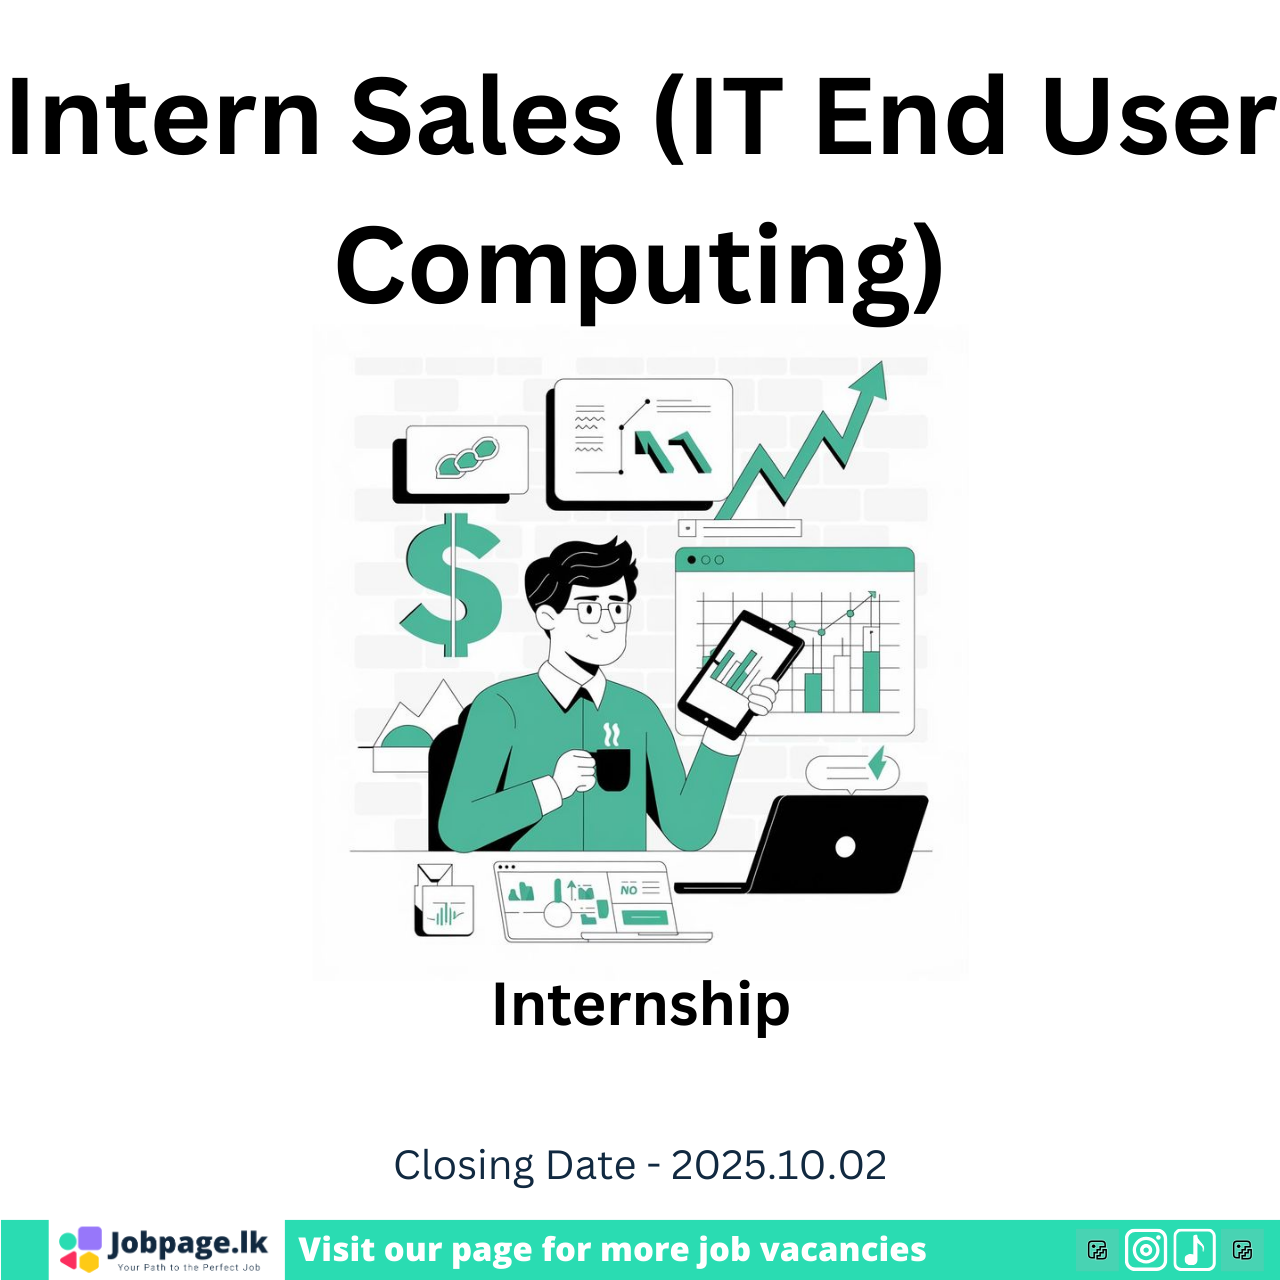 Intern Sales (IT End User
Computing)
NO
Internship
Closing Date - 2025.10.02
Jobpage.lk
Your Path to the Perfect Job
Visit our page for more job vacancies